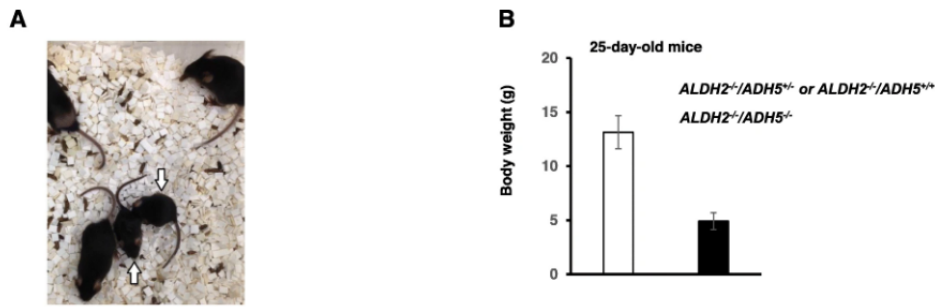 A
B
25-day-old mice
20
15
10
5
0
Body weight (g)
ALDH2-/-/ADH5+/- or ALDH2-/-/ADH5+/+
ALDH2-/-/ADH5-/-